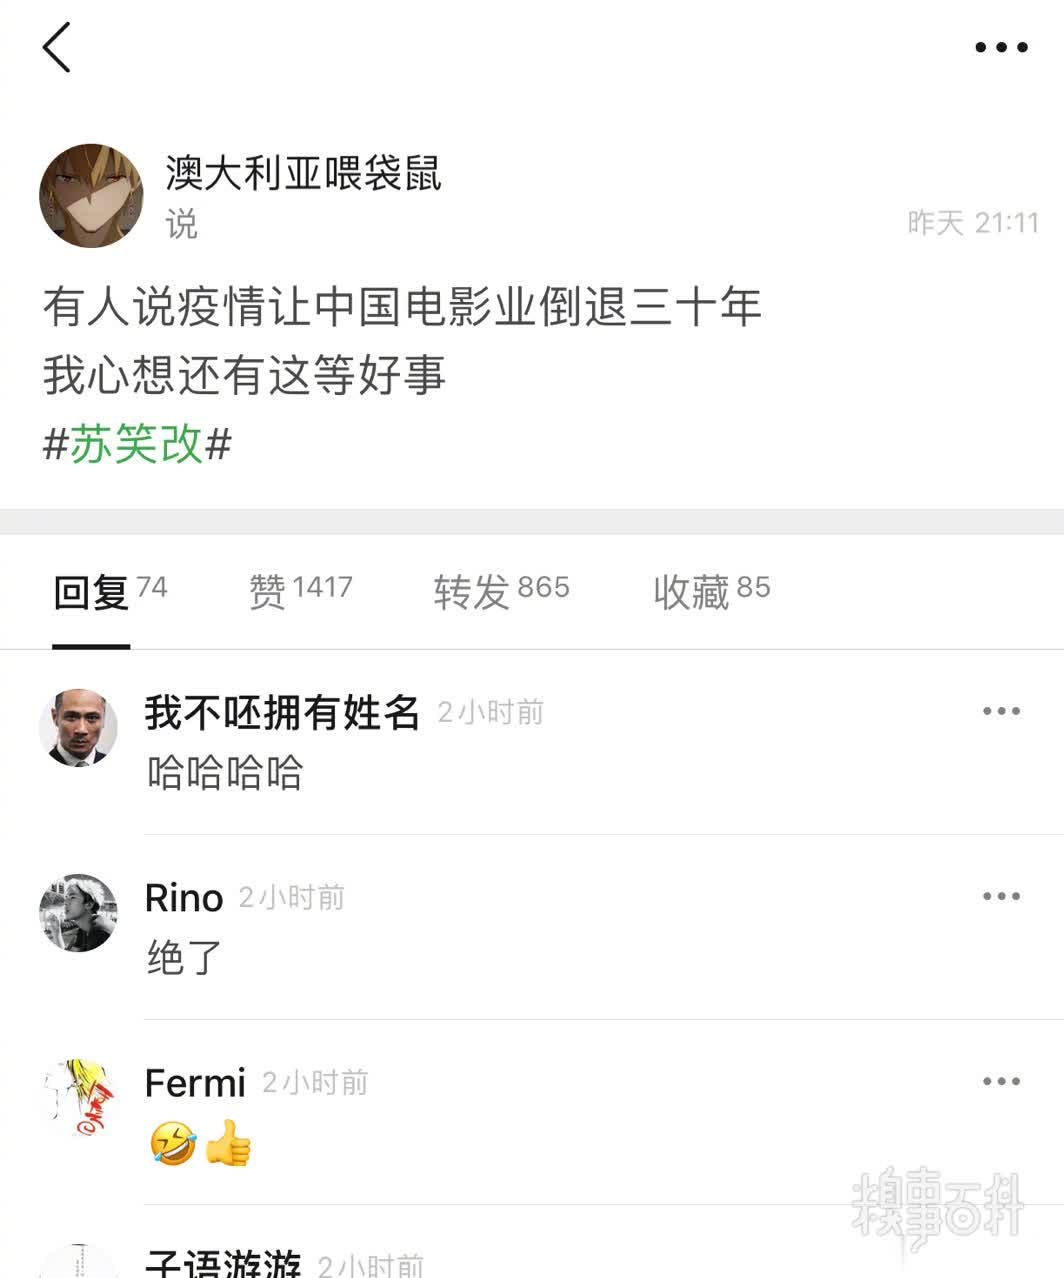 澳大利亚喂袋鼠
说
昨天 21:11
有人说疫情让中国电影业倒退三十年
我心想还有这等好事
#苏笑改#
回复 74 赞 1417 转发 865 收藏 85
我不呸拥有姓名 2小时前
哈哈哈哈
Rino 2小时前
绝了
Fermi 2小时前
🤣👍
子语游游 2小时前
糗事百科